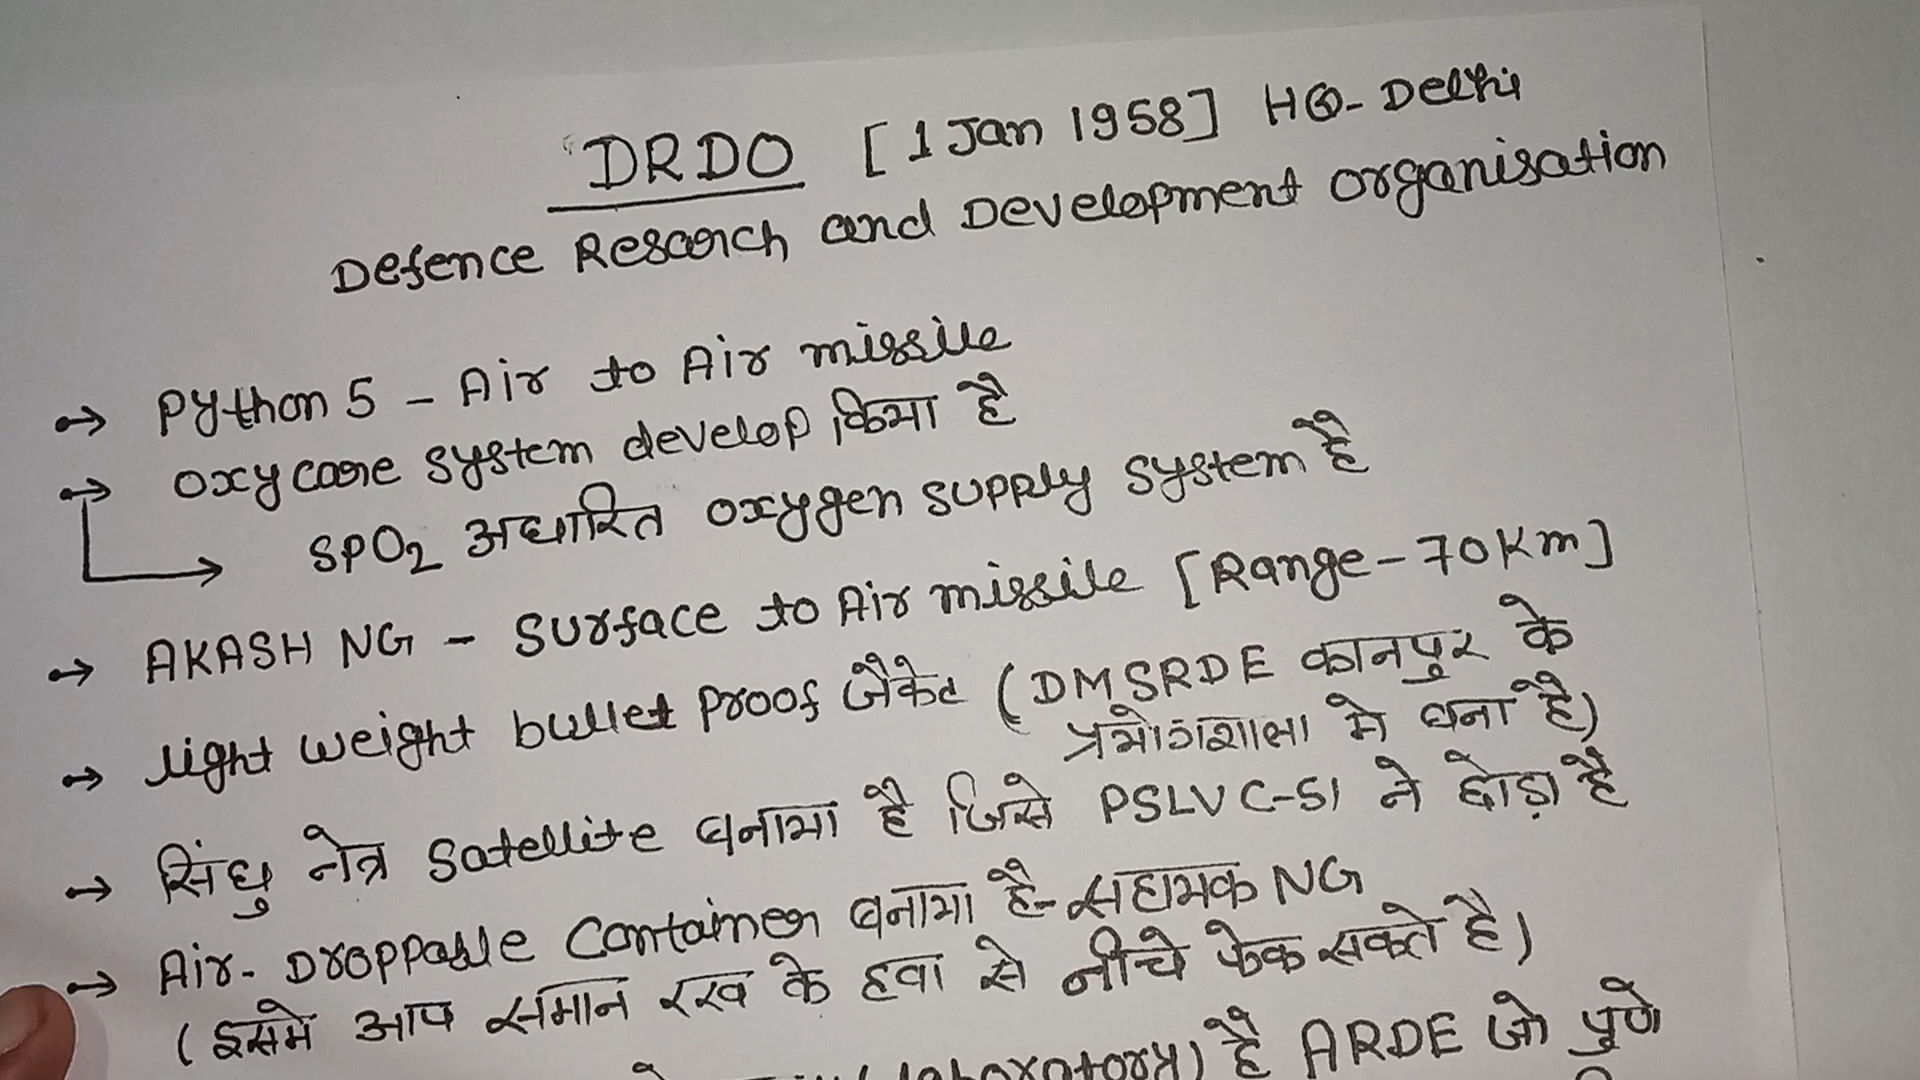 DRDO [1 Jan 1958] HQ- Delhi
Defence Research and Development Organisation
→ Python 5 - Air to Air missile
→ Oxycare system develop किया है
→ SPO2 अधारित oxygen supply system है
→ AKASH NG - Surface to Air missile [Range-70Km]
→ light weight bullet proof जैकेट (DMSRDE कानपुर के
प्रयोगशाला मे बना है)
→ सिंधु नेत्र Satellite बनाया है जिसे PSLV C-51 ने छोड़ा है
→ Air-Droppable Container बनाया है-सहायक NG
(इसमे आप समान रख के हवा से नीचे फेक सकते है)
(laboratory) है ARDE जो पुणे